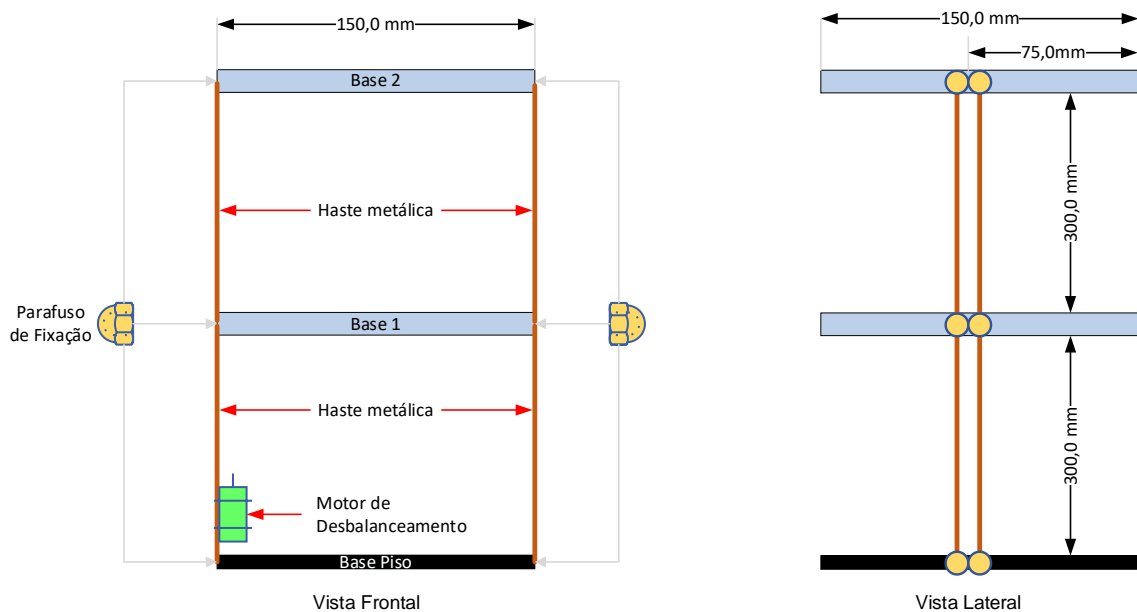 150,0 mm
Base 2
Haste metálica
Parafuso
de Fixação
Base 1
Haste metálica
Motor de
Desbalanceamento
Base Piso
Vista Frontal
150,0 mm
75,0mm
300,0 mm
300,0 mm
Vista Lateral